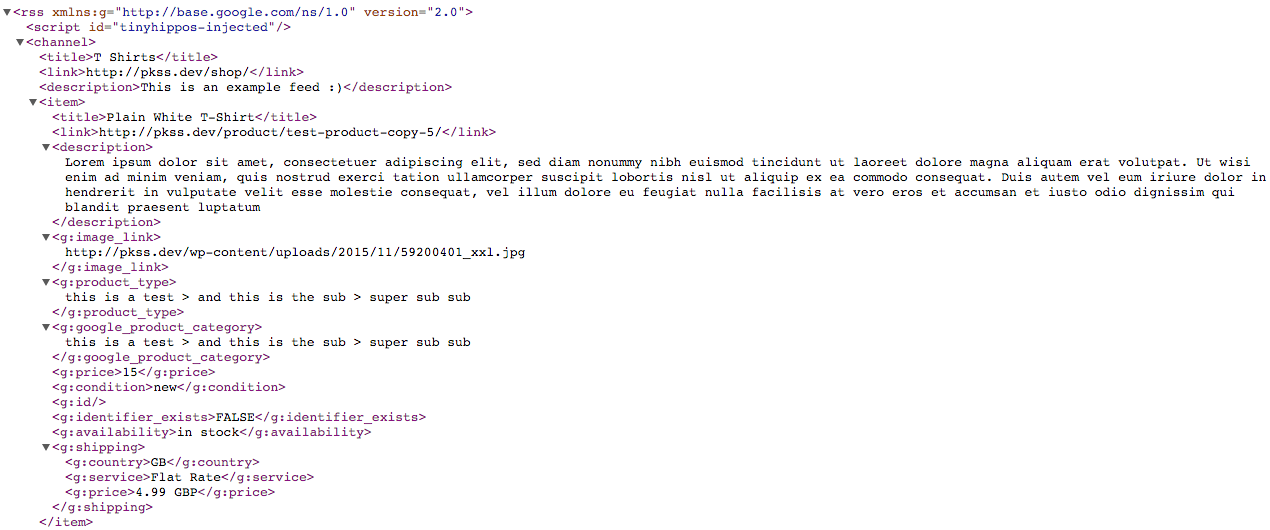 ▼<rss xmlns:g="http://base.google.com/ns/1.0" version="2.0">
<script id="tinyhippos-injected"/>
▼<channel>
<title>T Shirts</title>
<link>http://pkss.dev/shop/</link>
<description>This is an example feed :)</description>
▼<item>
<title>Plain White T-Shirt</title>
<link>http://pkss.dev/product/test-product-copy-5/</link>
▼<description>
Lorem ipsum dolor sit amet, consectetuer adipiscing elit, sed diam nonummy nibh euismod tincidunt ut laoreet dolore magna aliquam erat volutpat. Ut wisi
enim ad minim veniam, quis nostrud exerci tation ullamcorper suscipit lobortis nisl ut aliquip ex ea commodo consequat. Duis autem vel eum iriure dolor in
hendrerit in vulputate velit esse molestie consequat, vel illum dolore eu feugiat nulla facilisis at vero eros et accumsan et iusto odio dignissim qui
blandit praesent luptatum
</description>
▼<g:image_link>
http://pkss.dev/wp-content/uploads/2015/11/59200401_xxl.jpg
</g:image_link>
▼<g:product_type>
this is a test > and this is the sub > super sub sub
</g:product_type>
▼<g:google_product_category>
this is a test > and this is the sub > super sub sub
</g:google_product_category>
<g:price>15</g:price>
<g:condition>new</g:condition>
<g:id/>
<g:identifier_exists>FALSE</g:identifier_exists>
<g:availability>in stock</g:availability>
▼<g:shipping>
<g:country>GB</g:country>
<g:service>Flat Rate</g:service>
<g:price>4.99 GBP</g:price>
</g:shipping>
</item>